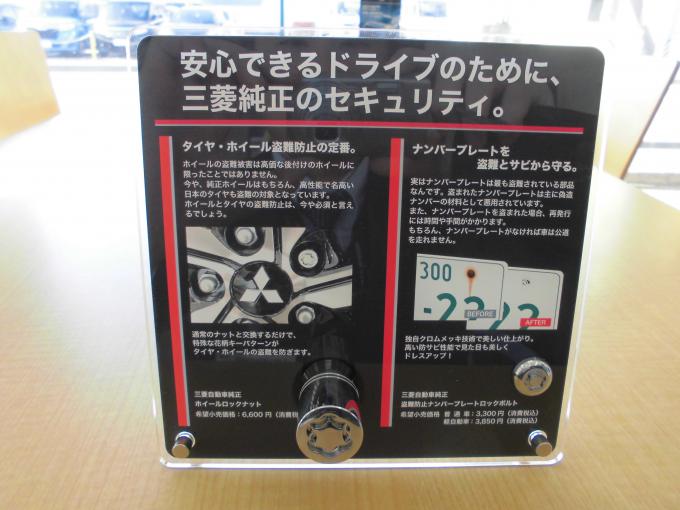 安心できるドライブのために、
三菱純正のセキュリティ。
タイヤ・ホイール盗難防止の定番。
ホイールの盗難被害は高価な後付けのホイールに
限ったことではありません。
今や、純正ホイールはもちろん、高性能で名高い
日本のタイヤも盗難の対象となっています。
ホイールとタイヤの盗難防止は、今や必須と言え
るでしょう。
通常のナットと交換するだけで、
特殊な花柄キーパターンが
タイヤ・ホイールの盗難を防ぎます。
三菱自動車純正
ホイールロックナット
希望小売価格：6,600円（消費税
ナンバープレートを
盗難とサビから守る。
実はナンバープレートは最も盗難されている部品
なんです。盗まれたナンバープレートは主に偽造
ナンバーの材料として悪用されています。
また、ナンバープレートを盗まれた場合、再発行
には時間や手間がかかります。
もちろん、ナンバープレートがなければ車は公道
を走れません。
300
-23
23
BEFORE
AFTER
独自クロムメッキ技術で美しい仕上がり。
高い防サビ性能で見た目も美しく
ドレスアップ！
三菱自動車純正
盗難防止ナンバープレートロックボルト
希望小売価格 普通車：3,300円（消費税込）
軽自動車：3,850円（消費税込）